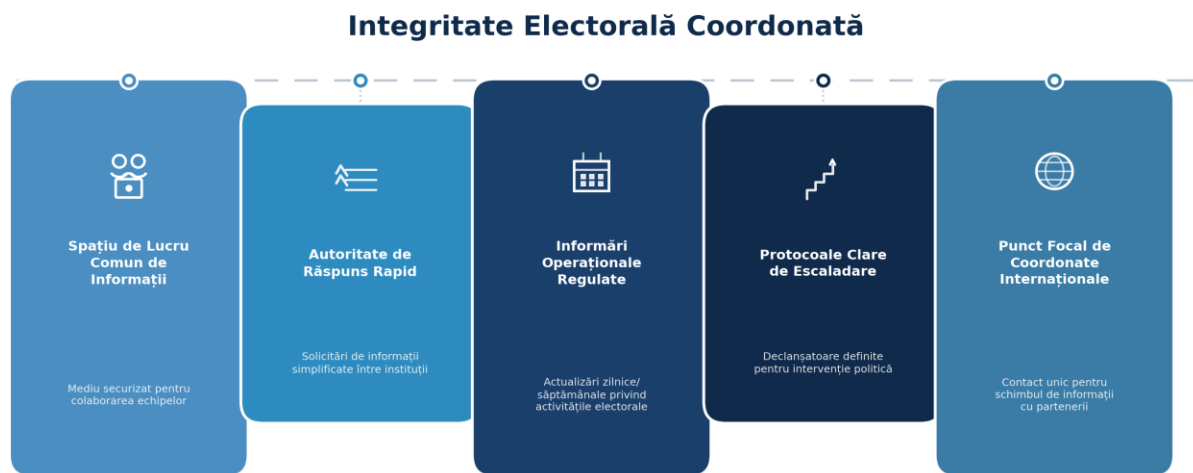 Integritate Electorală Coordonată
Spațiu de Lucru
Comun de
Informații
Mediu securizat pentru
colaborarea echipelor
Autoritate de
Răspuns Rapid
Solicitări de informații
simplificate între instituții
Informări
Operaționale
Regulate
Actualizări zilnice/
săptămânale privind
activitățile electorale
Protocoale Clare
de Escaladare
Declanșatoare definite
pentru intervenție politică
Punct Focal de
Coordonate
Internaționale
Contact unic pentru
schimbul de informații
cu partenerii